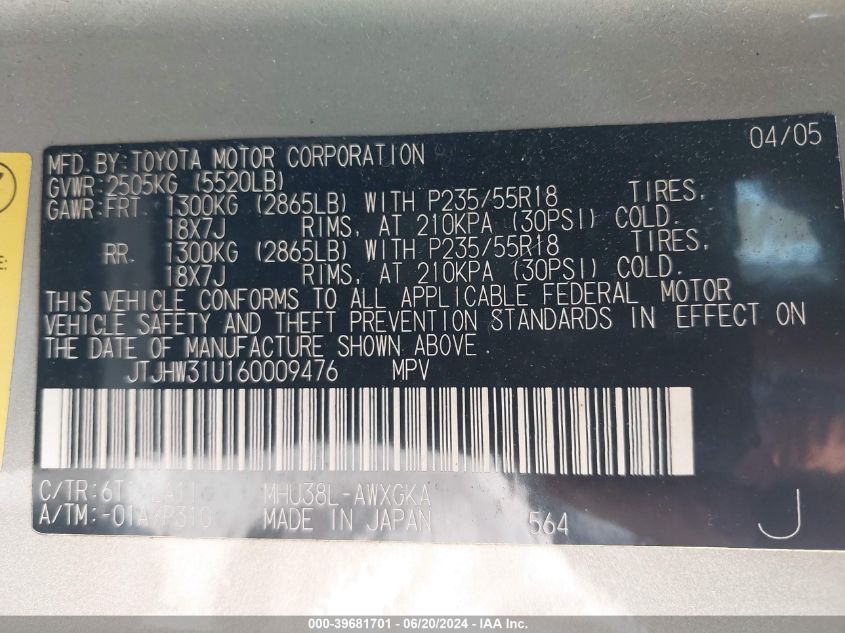 04/05
MFD. BY: TOYOTA MOTOR CORPORATION
GVWR: 2505KG (5520LB)
GAWR: FRT. 1300KG (2865LB) WITH P235/55R18 TIRES,
18X7J RIMS, AT 210KPA (30PSI) COLD.
RR. 1300KG (2865LB) WITH P235/55R18 TIRES,
18X7J RIMS, AT 210KPA (30PSI) COLD.
THIS VEHICLE CONFORMS TO ALL APPLICABLE FEDERAL MOTOR
VEHICLE SAFETY AND THEFT PREVENTION STANDARDS IN EFFECT ON
THE DATE OF MANUFACTURE SHOWN ABOVE.
JTJHW31U160009476 MPV
C/TR: MHU38L-AWXGKA
A/TM: MADE IN JAPAN 564 J
000-39681701 - 06/20/2024 - IAA, Inc.